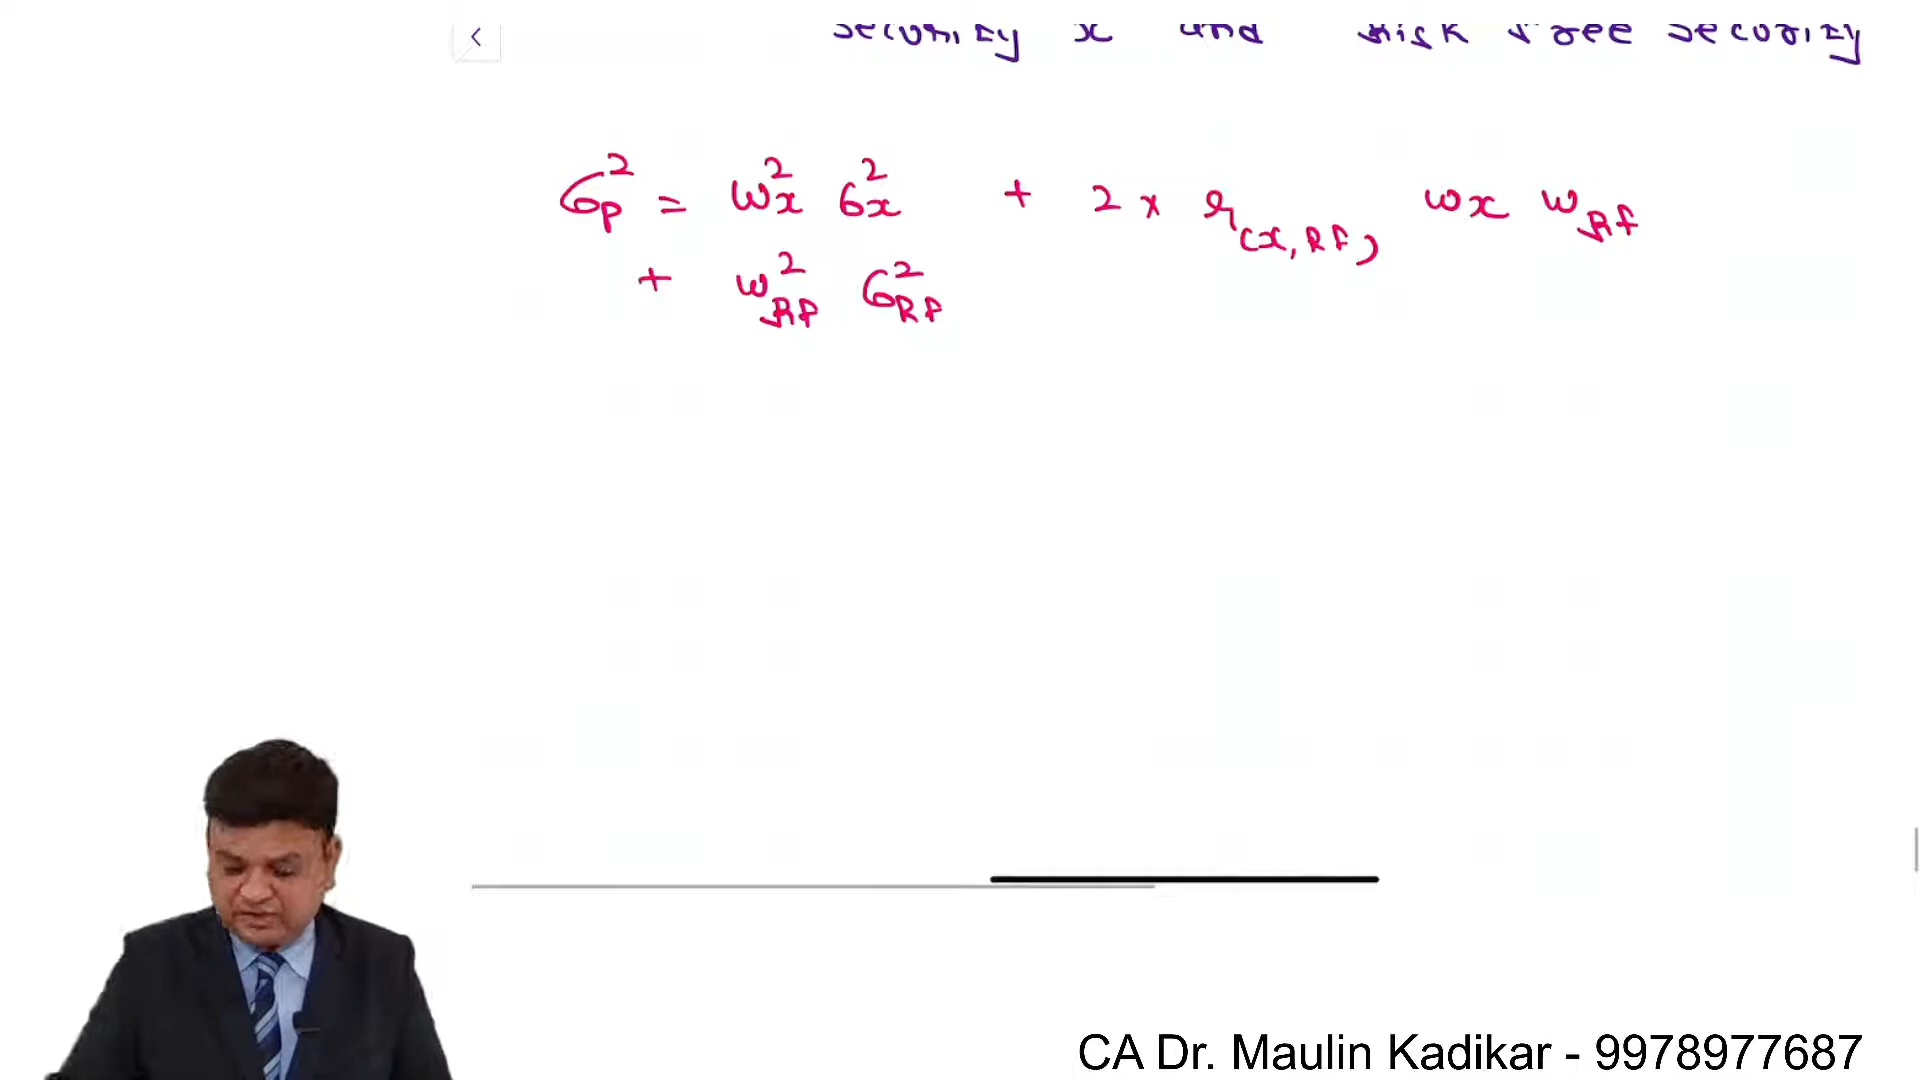 security x and risk free security
σp² = wx² σx² + 2 × r(x, RF) wx wRF
+ wRF² σRF²
CA Dr. Maulin Kadikar - 9978977687